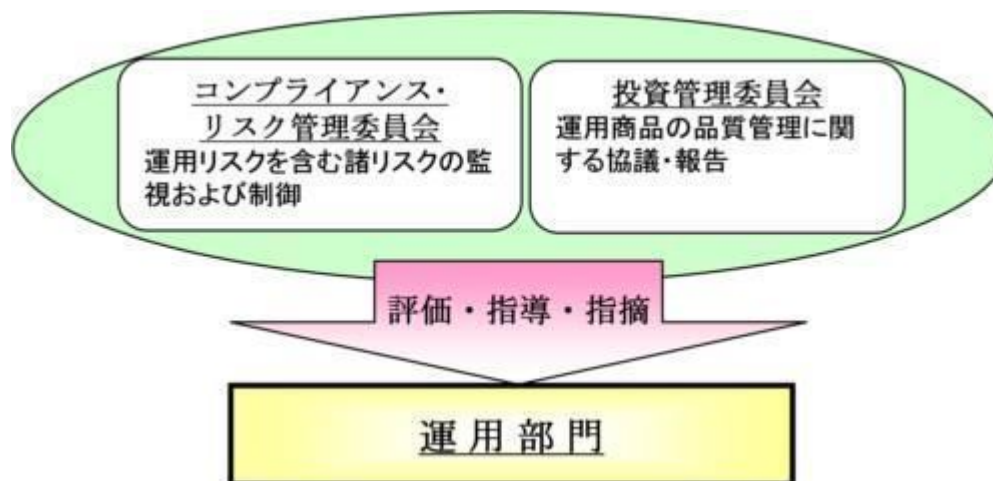 コンプライアンス・
リスク管理委員会
運用リスクを含む諸リスクの監
視および制御
投資管理委員会
運用商品の品質管理に関
する協議・報告
評価・指導・指摘
運用部門